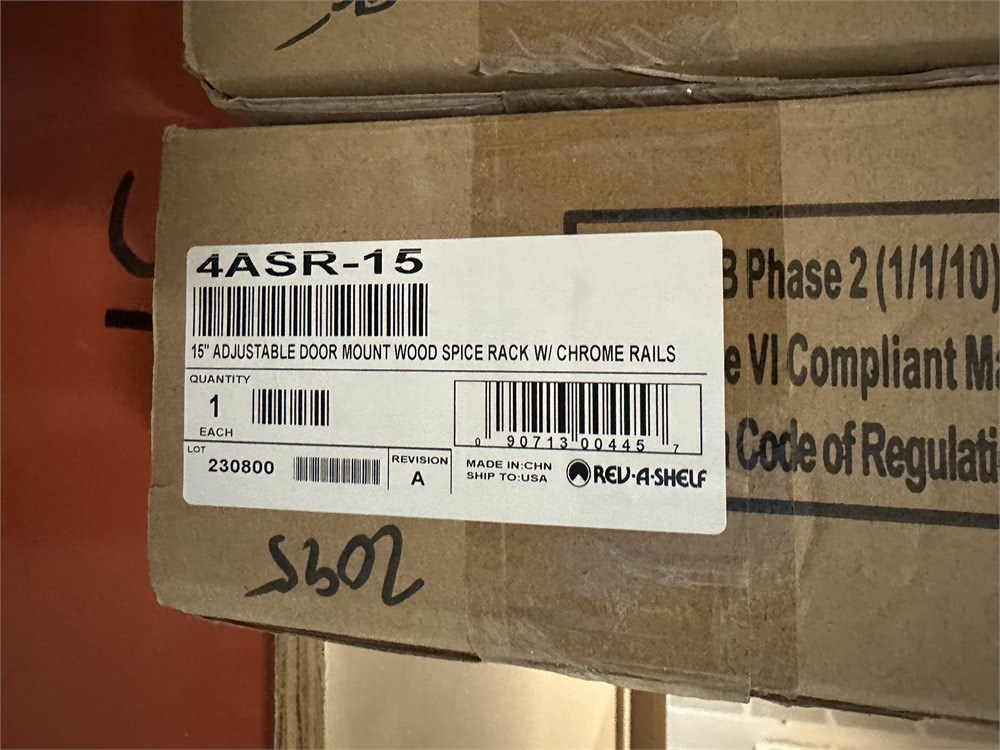 4ASR-15
15" ADJUSTABLE DOOR MOUNT WOOD SPICE RACK W/ CHROME RAILS
QUANTITY
1
EACH
0 90713 00445 7
LOT
230800
REVISION
A
MADE IN:CHN
SHIP TO:USA
REV-A-SHELF
B Phase 2 (1/1/10)
e VI Compliant Ma
Code of Regulati